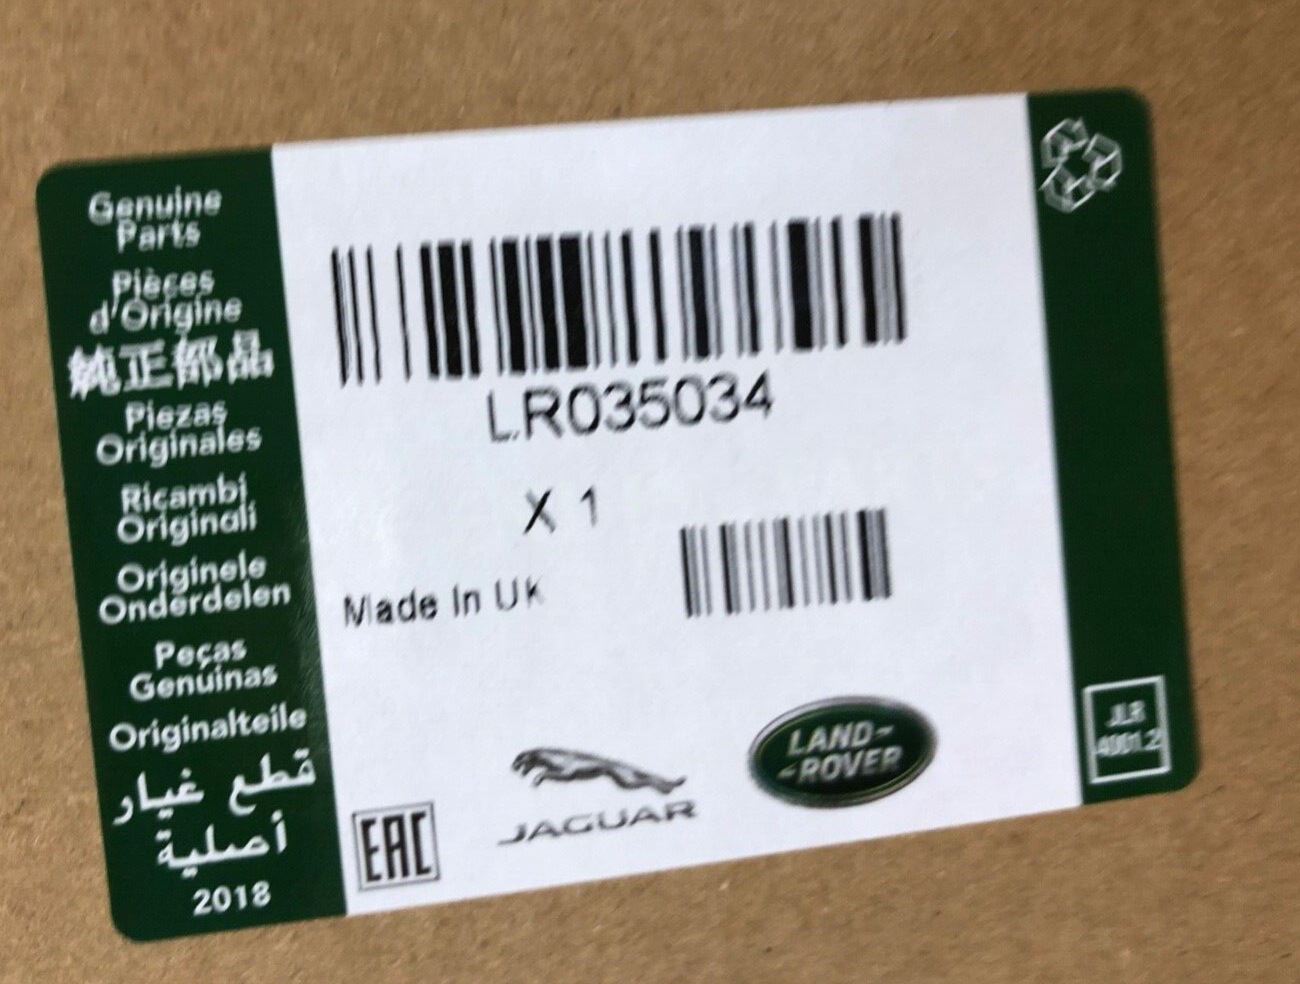 Genuine
Parts
Pièces
d'Origine
純正部品
Piezas
Originales
Ricambi
Originali
Originele
Onderdelen
Peças
Genuinas
Originalteile
قطع غيار
أصلية
2018
LR035034
X 1
Made In UK
EAC
JAGUAR
LAND-
-ROVER
JLR
4001.2